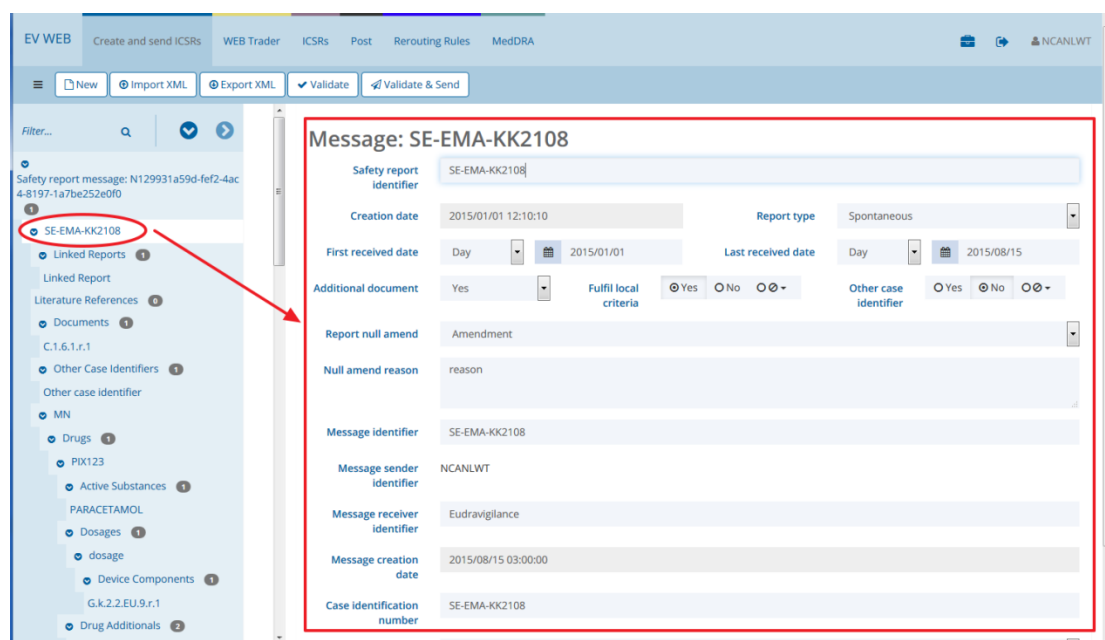 EV WEB
Create and send ICSRs
WEB Trader
ICSRs
Post
Rerouting Rules
MedDRA
NCANLWT
New
Import XML
Export XML
Validate
Validate & Send
Filter...
Safety report message: N129931a59d-fef2-4ac
4-8197-1a7be252e0f0
1
SE-EMA-KK2108
Linked Reports 1
Linked Report
Literature References 0
Documents 1
C.1.6.1.r.1
Other Case Identifiers 1
Other case identifier
MN
Drugs 1
PIX123
Active Substances 1
PARACETAMOL
Dosages 1
dosage
Device Components 1
G.k.2.2.EU.9.r.1
Drug Additionals 2
Message: SE-EMA-KK2108
Safety report
identifier
SE-EMA-KK2108
Creation date
2015/01/01 12:10:10
Report type
Spontaneous
First received date
Day
2015/01/01
Last received date
Day
2015/08/15
Additional document
Yes
Fulfil local
criteria
Yes No
Other case
identifier
Yes No
Report null amend
Amendment
Null amend reason
reason
Message identifier
SE-EMA-KK2108
Message sender
identifier
NCANLWT
Message receiver
identifier
Eudravigilance
Message creation
date
2015/08/15 03:00:00
Case identification
number
SE-EMA-KK2108